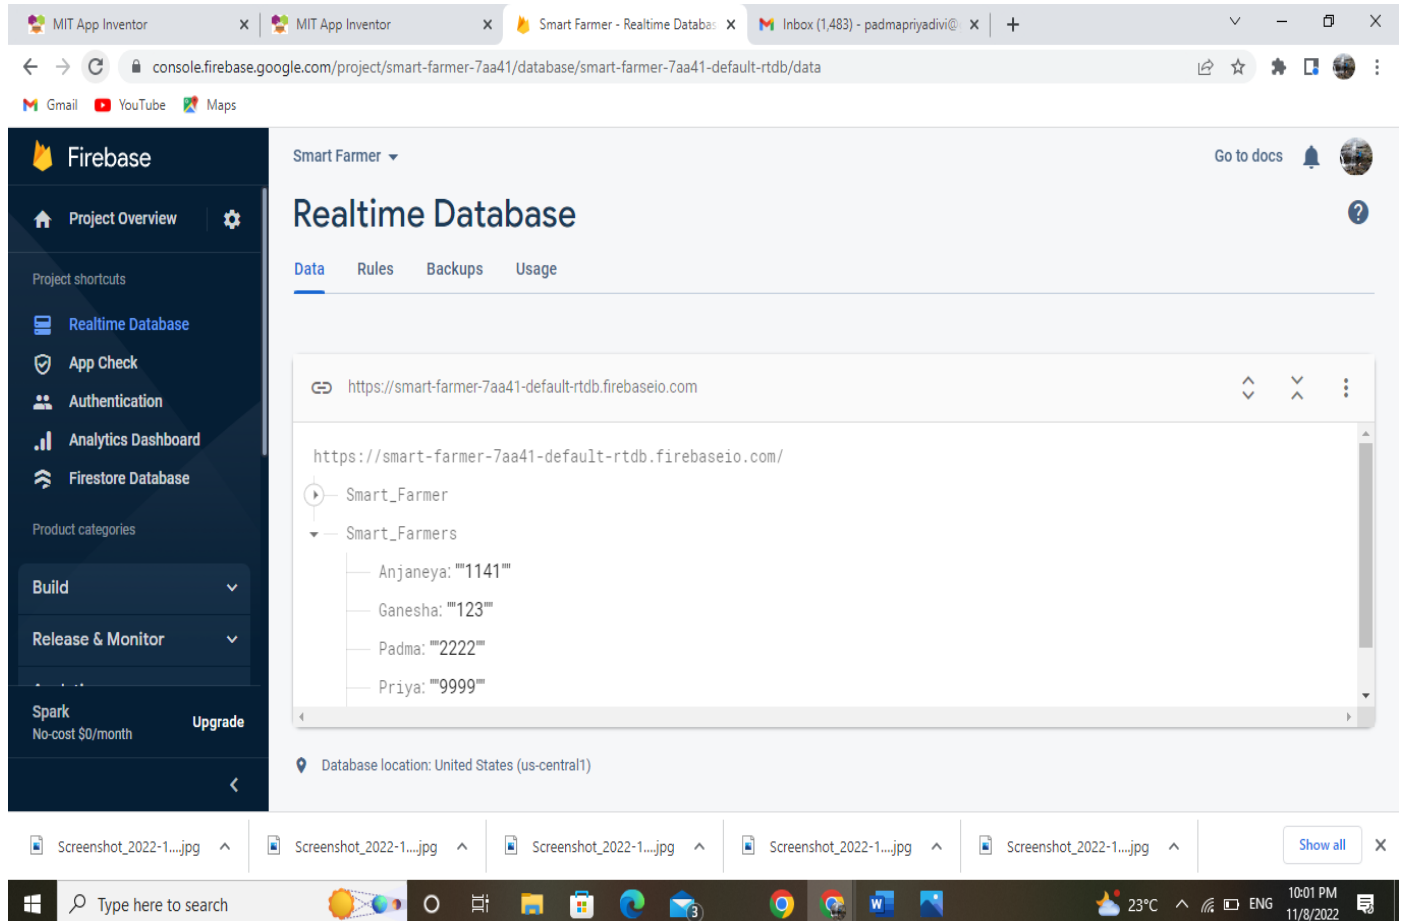 MIT App Inventor
MIT App Inventor
Smart Farmer - Realtime Databas
Inbox (1,483) - padmapriyadivi@
console.firebase.google.com/project/smart-farmer-7aa41/database/smart-farmer-7aa41-default-rtdb/data
Gmail
YouTube
Maps
Firebase
Smart Farmer
Go to docs
Project Overview
Realtime Database
Project shortcuts
Data
Rules
Backups
Usage
Realtime Database
App Check
Authentication
Analytics Dashboard
Firestore Database
Product categories
Build
Release & Monitor
Spark
No-cost $0/month
Upgrade
https://smart-farmer-7aa41-default-rtdb.firebaseio.com
https://smart-farmer-7aa41-default-rtdb.firebaseio.com/
Smart_Farmer
Smart_Farmers
Anjaneya: ""1141""
Ganesha: ""123""
Padma: ""2222""
Priya: ""9999""
Database location: United States (us-central1)
Screenshot_2022-1....jpg
Screenshot_2022-1....jpg
Screenshot_2022-1....jpg
Screenshot_2022-1....jpg
Screenshot_2022-1....jpg
Show all
Type here to search
3
23°C
ENG
10:01 PM
11/8/2022